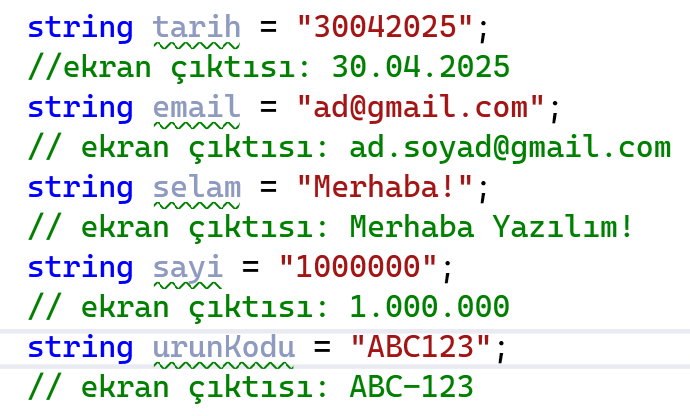 string tarih = "30042025";
//ekran çıktısı: 30.04.2025
string email = "ad@gmail.com";
// ekran çıktısı: ad.soyad@gmail.com
string selam = "Merhaba!";
// ekran çıktısı: Merhaba Yazılım!
string sayi = "1000000";
// ekran çıktısı: 1.000.000
string urunKodu = "ABC123";
// ekran çıktısı: ABC-123